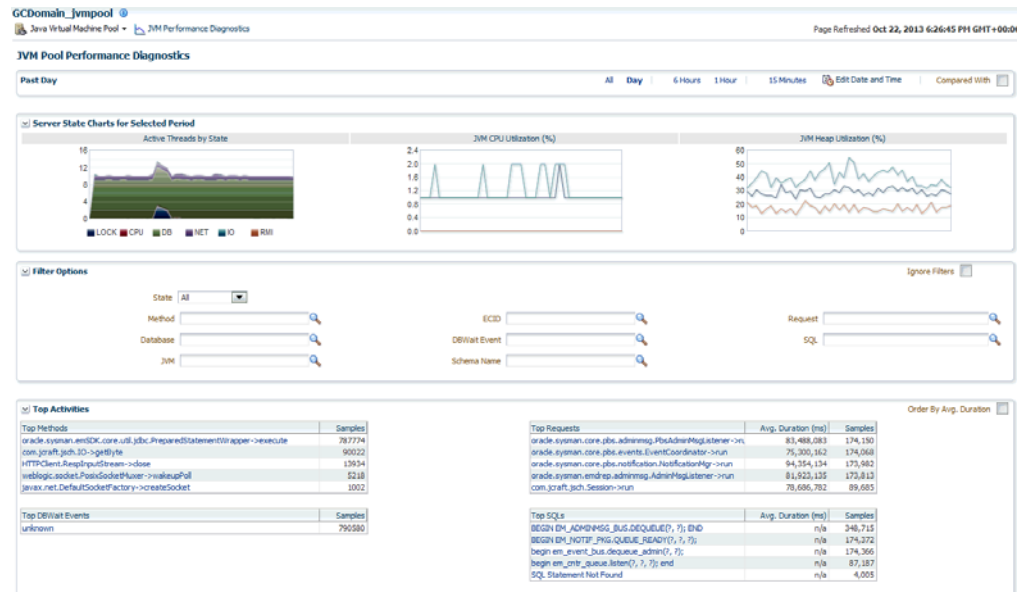 GCDomain_jvmpool
Java Virtual Machine Pool JVM Performance Diagnostics
Page Refreshed Oct 22, 2013 6:26:45 PM GMT+00:00
JVM Pool Performance Diagnostics
Past Day All Day 6 Hours 1 Hour 15 Minutes Edit Date and Time Compared With
Server State Charts for Selected Period
Active Threads by State
16
12
8
4
0
LOCK CPU DB NET IO RMI
JVM CPU Utilization (%)
2.4
2.0
1.6
1.2
0.8
0.4
0.0
JVM Heap Utilization (%)
60
50
40
30
20
10
0
Filter Options
Ignore Filters
State All
Method ECID Request
Database DBWait Event SQL
JVM Schema Name
Top Activities
Order By Avg. Duration
Top Methods Samples
oracle.sysman.emSDK.core.util.jdbc.PreparedStatementWrapper->execute 787774
com.jcraft.jsch.IO->getByte 90022
HTTPClient.RespInputStream->close 13934
weblogic.socket.PosixSocketMuxer->wakeupPoll 5218
javax.net.DefaultSocketFactory->createSocket 1002
Top Requests Avg. Duration (ms) Samples
oracle.sysman.core.pbs.adminmsg.PbsAdminMsgListener->ru 83,488,083 174,150
oracle.sysman.core.pbs.events.EventCoordinator->run 75,300,162 174,068
oracle.sysman.core.pbs.notification.NotificationMgr->run 94,354,134 173,982
oracle.sysman.emdrep.adminmsg.AdminMsgListener->run 81,923,135 173,813
com.jcraft.jsch.Session->run 78,686,782 89,685
Top DBWait Events Samples
unknown 790580
Top SQLs Avg. Duration (ms) Samples
BEGIN EM_ADMINMSG_BUS.DEQUEUE(?, ?); END n/a 348,715
BEGIN EM_NOTIF_PKG.QUEUE_READY(?, ?, ?); n/a 174,372
begin em_event_bus.dequeue_admin(?, ?); n/a 174,366
begin em_cntr_queue.listen(?, ?, ?); end n/a 87,187
SQL Statement Not Found n/a 4,005